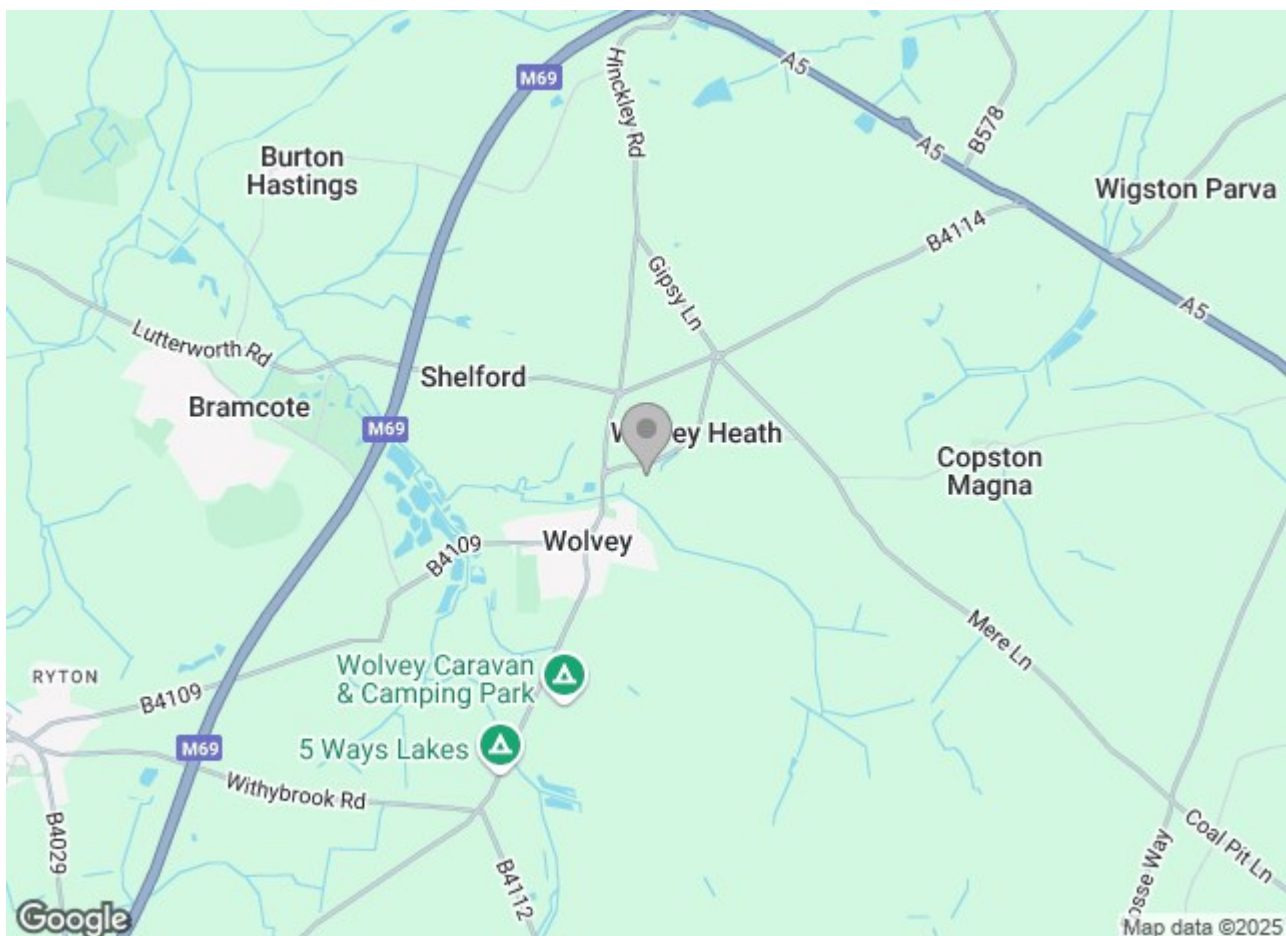 M69
Hinckley Rd
A5
B578
A5
Burton
Hastings
Wigston Parva
B4114
Gipsy Ln
A5
Lutterworth Rd
Shelford
Bramcote
M69
Heath
Copston
Magna
Wolvey
B4109
Mere Ln
Wolvey Caravan
& Camping Park
RYTON
B4109
5 Ways Lakes
M69
Withybrook Rd
B4029
B4112
Coal Pit Ln
osse Way
Google
Map data ©2025